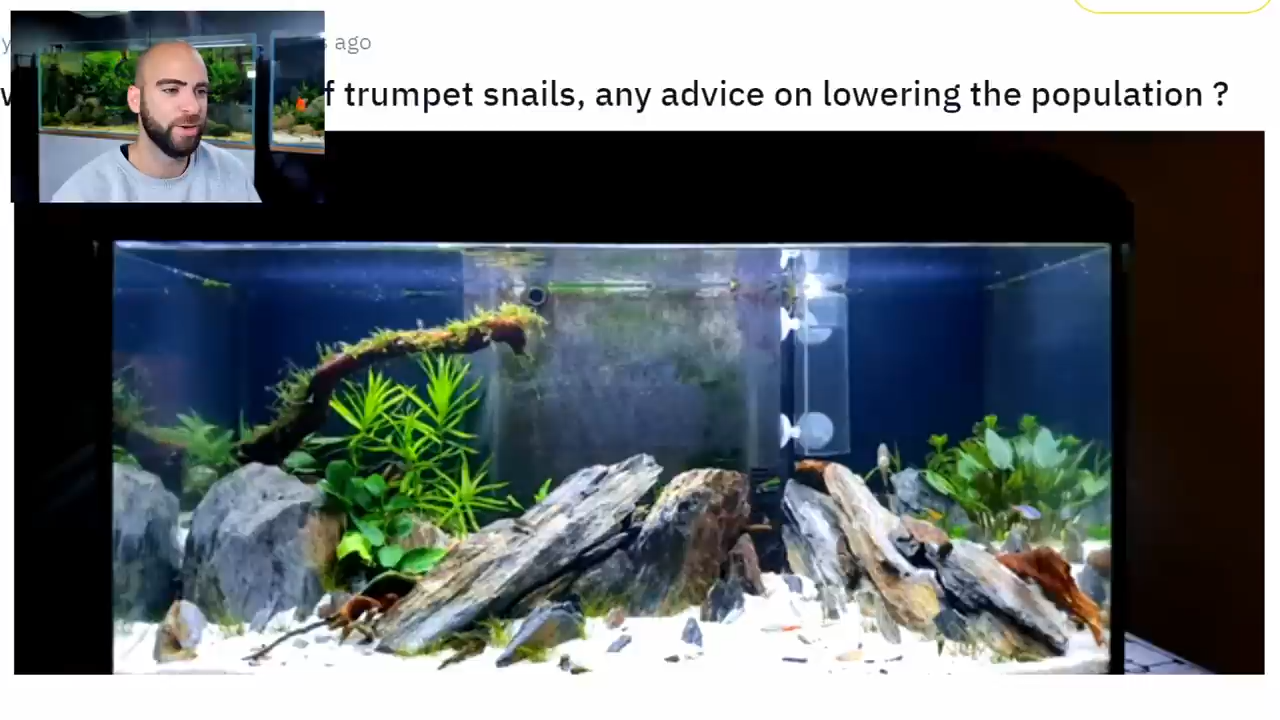 ago
f trumpet snails, any advice on lowering the population ?